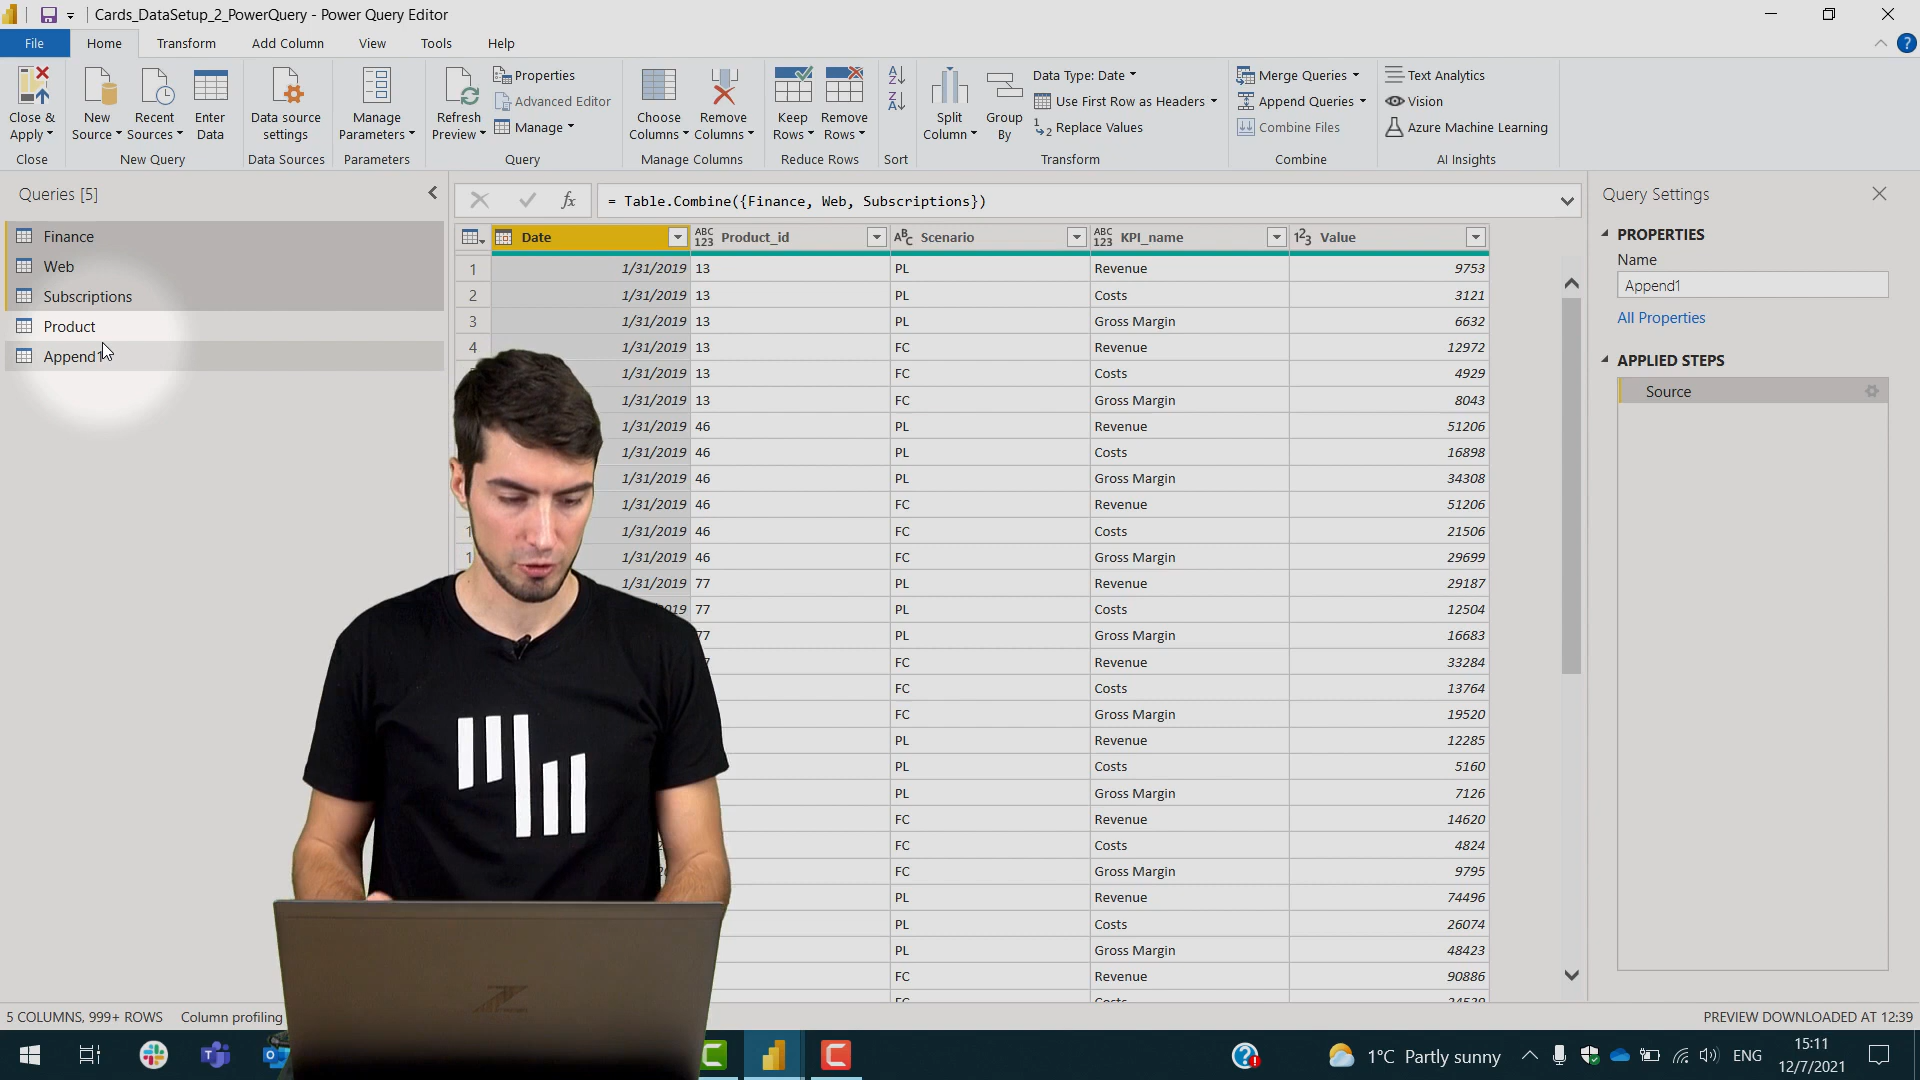 Cards_DataSetup_2_PowerQuery - Power Query Editor
File Home Transform Add Column View Tools Help
Close & Apply
New Source
Recent Sources
Enter Data
Data source settings
Manage Parameters
Refresh Preview
Properties
Advanced Editor
Manage
Choose Columns
Remove Columns
Keep Rows
Remove Rows
Split Column
Group By
Data Type: Date
Use First Row as Headers
Replace Values
Merge Queries
Append Queries
Combine Files
Text Analytics
Vision
Azure Machine Learning
Close New Query Data Sources Parameters Query Manage Columns Reduce Rows Sort Transform Combine AI Insights
Queries [5]
Finance
Web
Subscriptions
Product
Append1
fx = Table.Combine({Finance, Web, Subscriptions})
Date ABC 123 Product_id ABC Scenario ABC 123 KPI_name 123 Value
1 1/31/2019 13 PL Revenue 9753
2 1/31/2019 13 PL Costs 3121
3 1/31/2019 13 PL Gross Margin 6632
4 1/31/2019 13 FC Revenue 12972
1/31/2019 13 FC Costs 4929
1/31/2019 13 FC Gross Margin 8043
1/31/2019 46 PL Revenue 51206
1/31/2019 46 PL Costs 16898
1/31/2019 46 PL Gross Margin 34308
1/31/2019 46 FC Revenue 51206
1/31/2019 46 FC Costs 21506
1/31/2019 46 FC Gross Margin 29699
1/31/2019 77 PL Revenue 29187
77 PL Costs 12504
PL Gross Margin 16683
FC Revenue 33284
FC Costs 13764
FC Gross Margin 19520
PL Revenue 12285
PL Costs 5160
PL Gross Margin 7126
FC Revenue 14620
FC Costs 4824
FC Gross Margin 9795
PL Revenue 74496
PL Costs 26074
PL Gross Margin 48423
FC Revenue 90886
FC Costs 24529
Query Settings
PROPERTIES
Name
Append1
All Properties
APPLIED STEPS
Source
5 COLUMNS, 999+ ROWS Column profiling
PREVIEW DOWNLOADED AT 12:39
1°C Partly sunny
ENG
15:11
12/7/2021